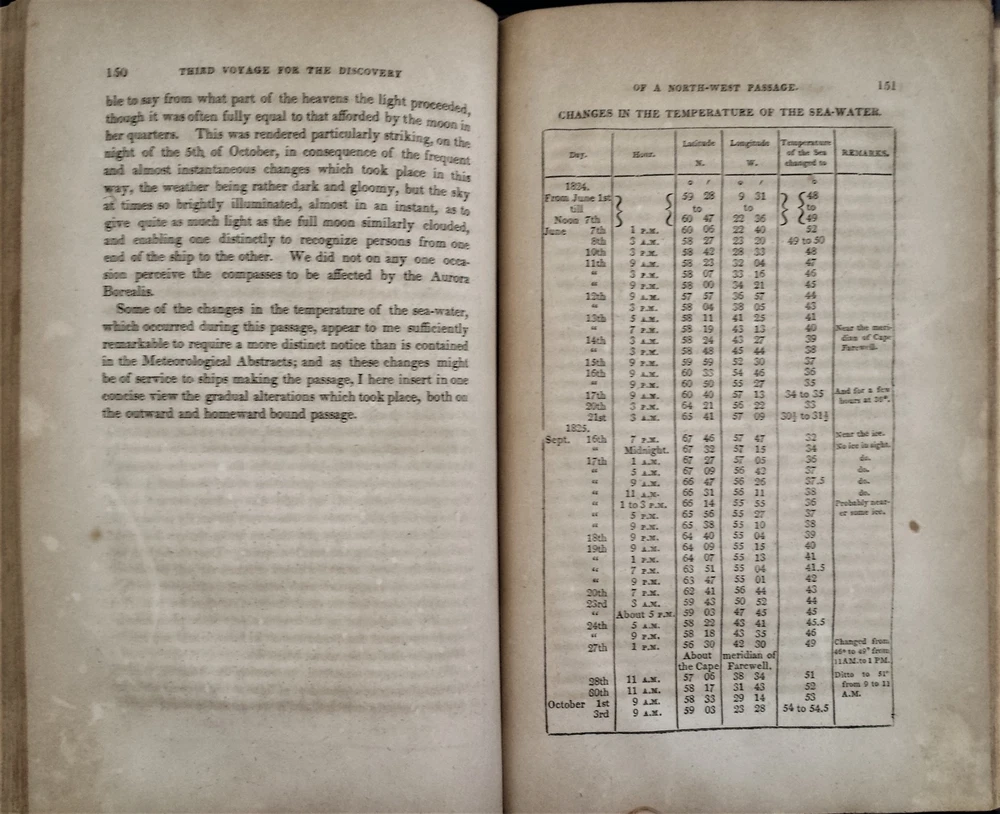 150 THIRD VOYAGE FOR THE DISCOVERY
ble to say from what part of the heavens the light proceeded,
though it was often fully equal to that afforded by the moon in
her quarters. This was rendered particularly striking, on the
night of the 5th of October, in consequence of the frequent
and almost instantaneous changes which took place in this
way, the weather being rather dark and gloomy, but the sky
at times so brightly illuminated, almost in an instant, as to
give quite as much light as the full moon similarly clouded,
and enabling one distinctly to recognize persons from one
end of the ship to the other. We did not on any one occa-
sion perceive the compasses to be affected by the Aurora
Borealis.
Some of the changes in the temperature of the sea-water,
which occurred during this passage, appear to me sufficiently
remarkable to require a more distinct notice than is contained
in the Meteorological Abstracts; and as these changes might
be of service to ships making the passage, I here insert in one
concise view the gradual alterations which took place, both on
the outward and homeward bound passage.
OF A NORTH-WEST PASSAGE. 151
CHANGES IN THE TEMPERATURE OF THE SEA-WATER.
Day. Hour. Latitude N. Longitude W. Temperature of the Sea changed to REMARKS.
1824. ° ′ ° ′ °
From June 1st 59 28 9 31 48
till to to to
Noon 7th 60 47 22 36 49
June 7th 1 P.M. 60 06 22 40 52
8th 3 A.M. 58 27 23 20 49 to 50
10th 3 P.M. 58 42 28 33 48
11th 9 A.M. 58 23 32 04 47
“ 3 P.M. 58 07 33 16 46
“ 9 P.M. 58 00 34 21 45
12th 9 A.M. 57 57 36 57 44
“ 3 P.M. 58 04 38 05 43
13th 5 A.M. 58 11 41 25 41
“ 7 P.M. 58 19 43 13 40 Near the meri-
14th 3 A.M. 58 24 43 27 39 dian of Cape
“ 3 P.M. 58 48 45 44 38 Farewell.
15th 9 P.M. 59 59 52 30 37
16th 9 A.M. 60 33 54 46 36
“ 9 P.M. 60 50 55 27 35
17th 9 A.M. 60 40 57 13 34 to 35 And for a few
20th 3 P.M. 64 21 56 22 33 hours at 36°.
21st 3 A.M. 65 41 57 09 30½ to 31½
1825.
Sept. 16th 7 P.M. 67 46 57 47 32 Near the ice.
“ Midnight. 67 32 57 15 34 No ice in sight.
17th 1 A.M. 67 27 57 05 36 do.
“ 5 A.M. 67 09 56 42 37 do.
“ 9 A.M. 66 47 56 26 37.5 do.
“ 11 A.M. 66 31 56 11 38 do.
“ 1 to 3 P.M. 66 14 55 55 36 Probably near-
“ 5 P.M. 65 56 55 27 37 er some ice.
“ 9 P.M. 65 38 55 10 38
18th 9 P.M. 64 40 55 04 39
19th 9 A.M. 64 09 55 15 40
“ 1 P.M. 64 07 55 13 41
“ 7 P.M. 63 51 55 04 41.5
“ 9 P.M. 63 47 55 01 42
20th 7 P.M. 62 41 56 44 43
23rd 3 A.M. 59 43 50 52 44
“ About 5 P.M. 59 03 47 45 45
24th 5 A.M. 58 22 43 41 45.5
“ 9 P.M. 58 18 43 35 46
27th 1 P.M. 56 30 42 30 49 Changed from
About meridian of 46° to 49° from
the Cape Farewell. 11AM. to 1 PM.
28th 11 A.M. 57 06 38 34 51 Ditto to 51°
30th 11 A.M. 58 17 31 43 52 from 9 to 11
October 1st 9 A.M. 58 33 29 14 53 A.M.
3rd 9 A.M. 59 03 23 28 54 to 54.5